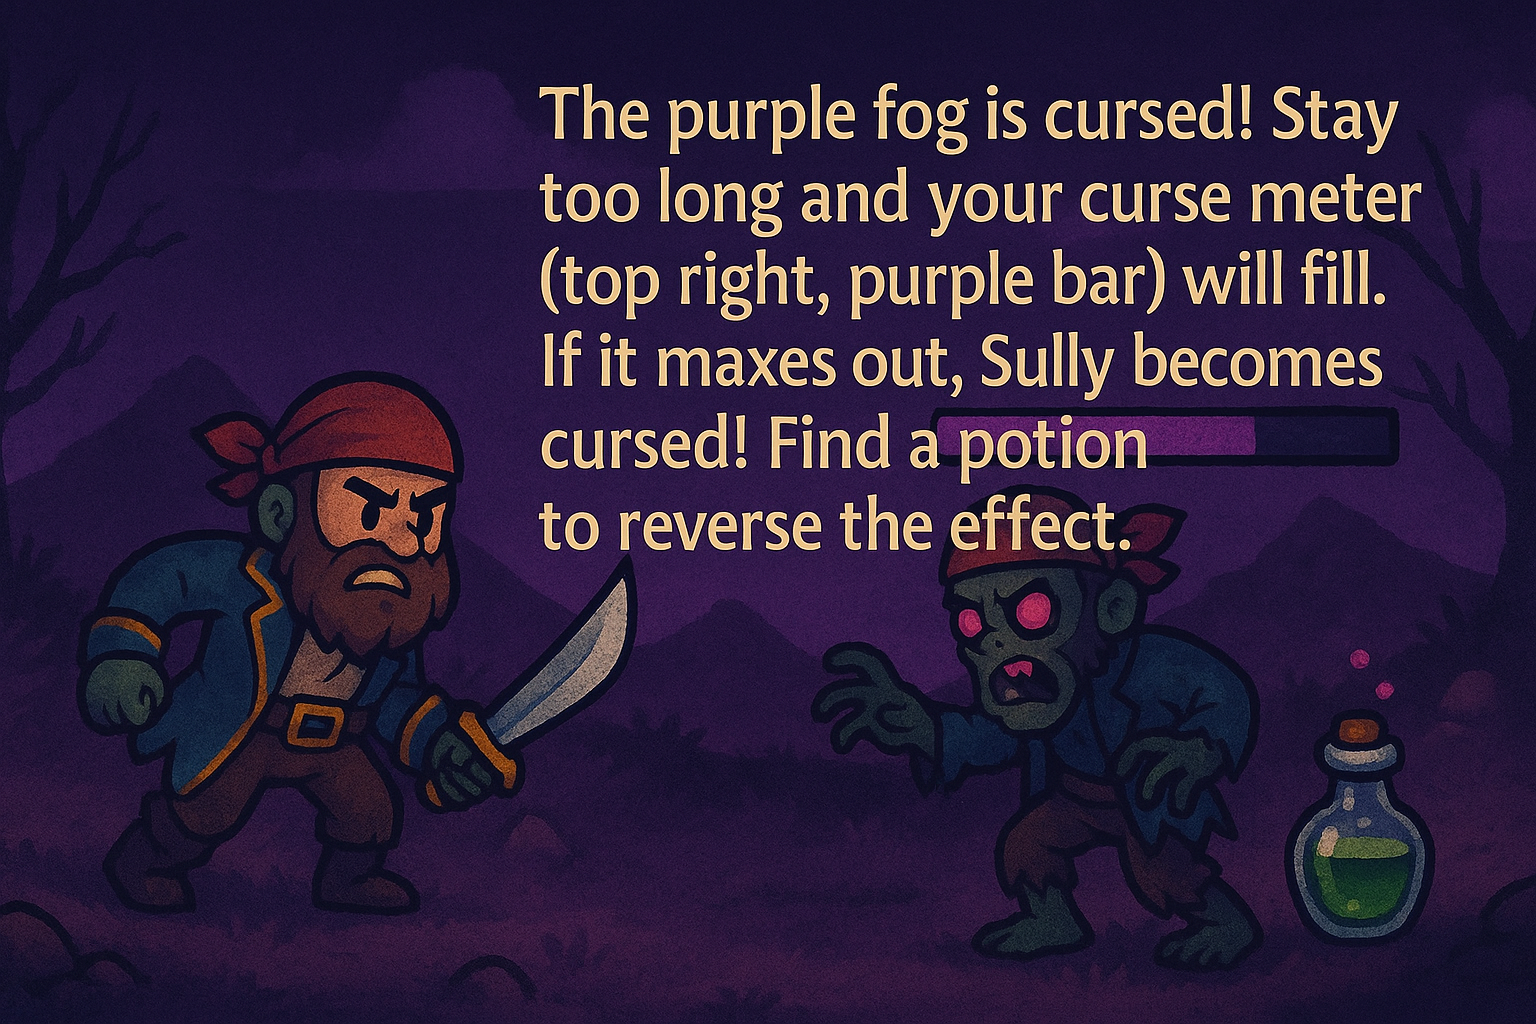 The purple fog is cursed! Stay
too long and your curse meter
(top right, purple bar) will fill.
If it maxes out, Sully becomes
cursed! Find a potion
to reverse the effect.